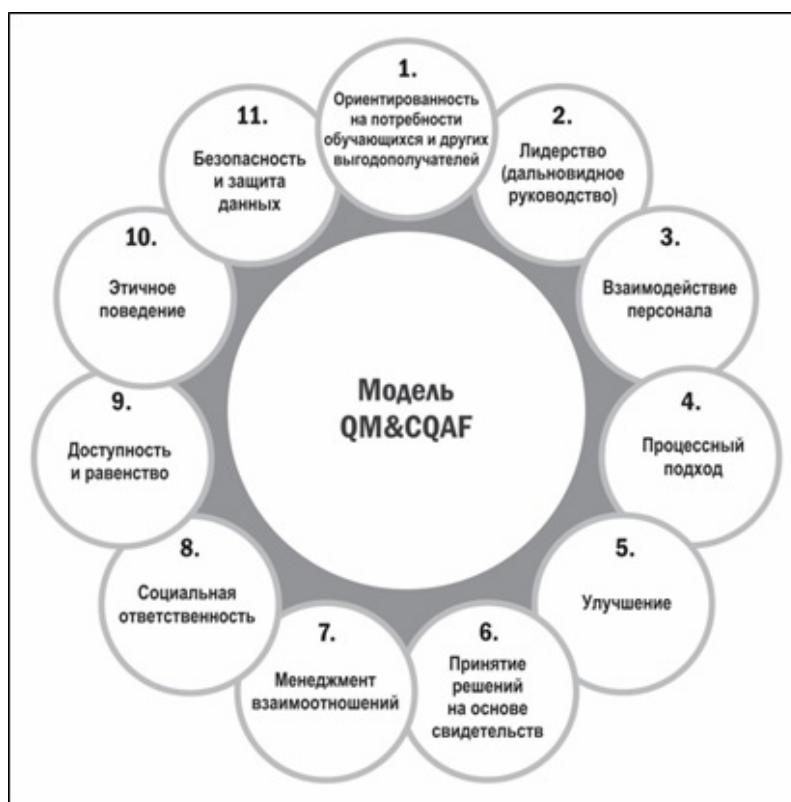 1.
Ориентированность
на потребности
обучающихся и других
выгодополучателей
2.
Лидерство
(дальновидное
руководство)
3.
Взаимодействие
персонала
4.
Процессный
подход
5.
Улучшение
6.
Принятие
решений
на основе
свидетельств
7.
Менеджмент
взаимоотношений
8.
Социальная
ответственность
9.
Доступность
и равенство
10.
Этичное
поведение
11.
Безопасность
и защита
данных
Модель
QM&CQAF